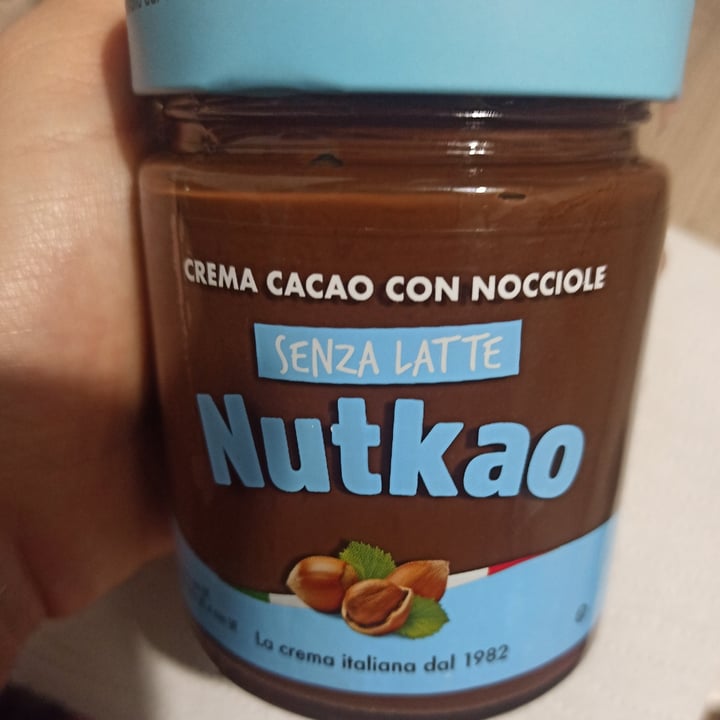 CREMA CACAO CON NOCCIOLE
SENZA LATTE
Nutkao
La crema italiana dal 1982